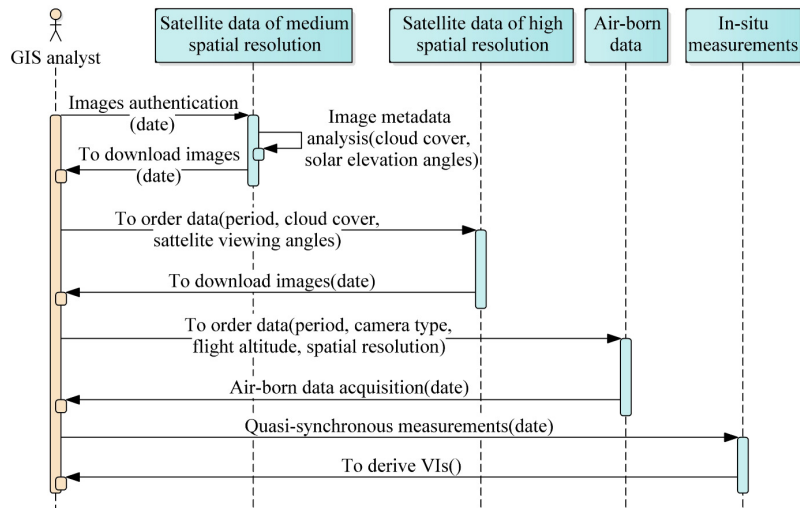 GIS analyst
Satellite data of medium
spatial resolution
Satellite data of high
spatial resolution
Air-born
data
In-situ
measurements
Images authentication
(date)
Image metadata
analysis(cloud cover,
solar elevation angles)
To download images
(date)
To order data(period, cloud cover,
sattelite viewing angles)
To download images(date)
To order data(period, camera type,
flight altitude, spatial resolution)
Air-born data acquisition(date)
Quasi-synchronous measurements(date)
To derive VIs()